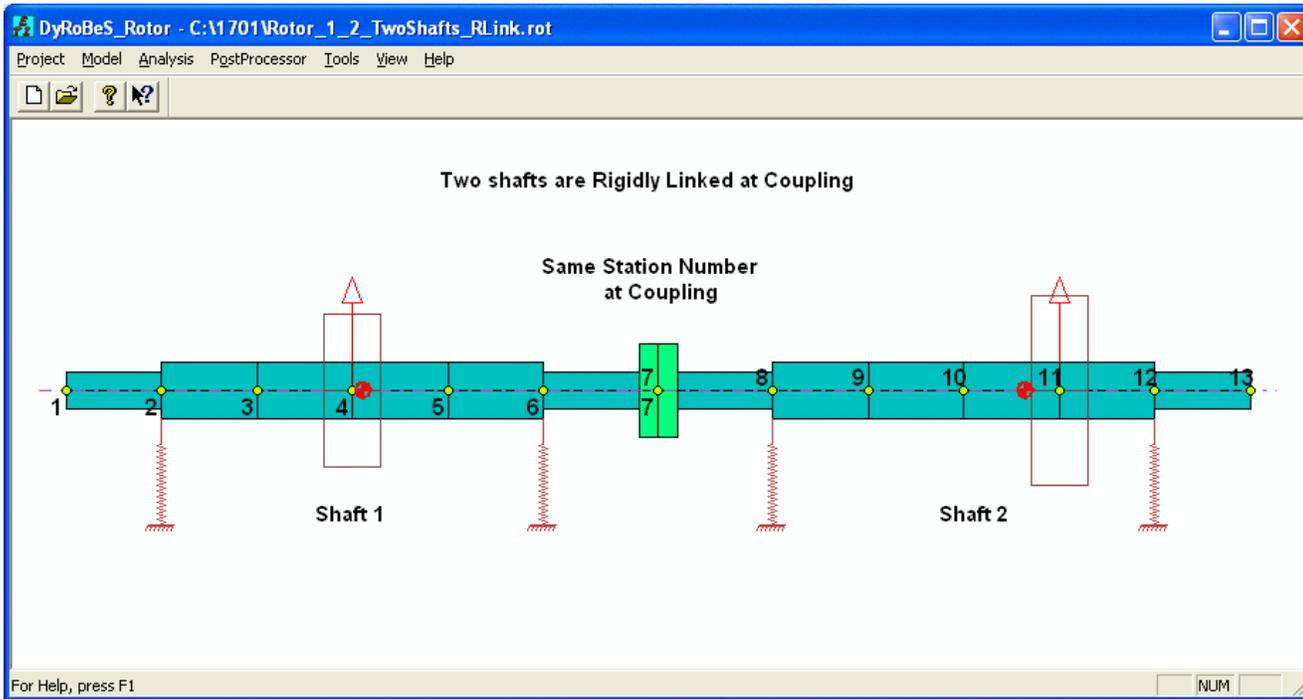 DyRoBeS_Rotor - C:\1701\Rotor_1_2_TwoShafts_RLink.rot
Project Model Analysis PostProcessor Tools View Help
Two shafts are Rigidly Linked at Coupling
Same Station Number
at Coupling
7 8 9 10 11 12 13
1 2 3 4 5 6 7
Shaft 1 Shaft 2
For Help, press F1 NUM